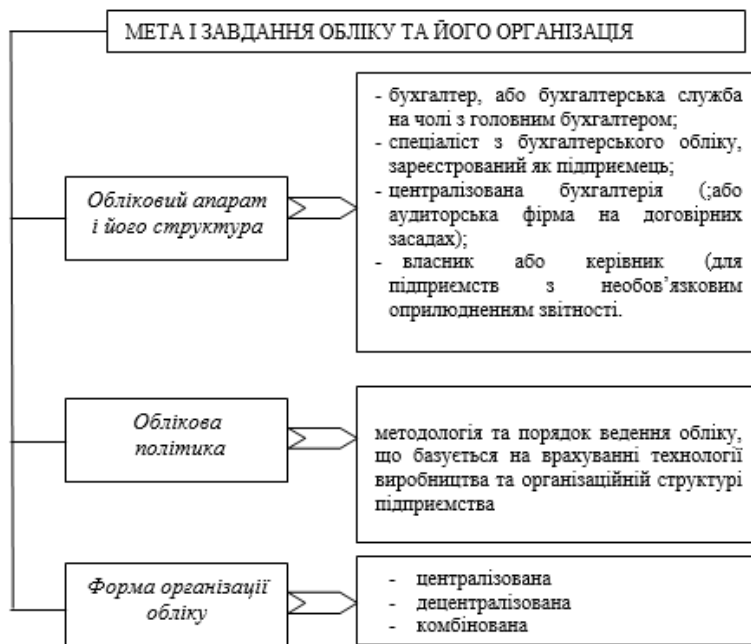 МЕТА І ЗАВДАННЯ ОБЛІКУ ТА ЙОГО ОРГАНІЗАЦІЯ
Обліковий апарат
і його структура
- бухгалтер, або бухгалтерська служба
на чолі з головним бухгалтером;
- спеціаліст з бухгалтерського обліку,
зареєстрований як підприємець;
- централізована бухгалтерія (;або
аудиторська фірма на договірних
засадах);
- власник або керівник (для
підприємств з необов’язковим
оприлюдненням звітності.
Облікова
політика
методологія та порядок ведення обліку,
що базується на врахуванні технології
виробництва та організаційній структурі
підприємства
Форма організації
обліку
- централізована
- децентралізована
- комбінована